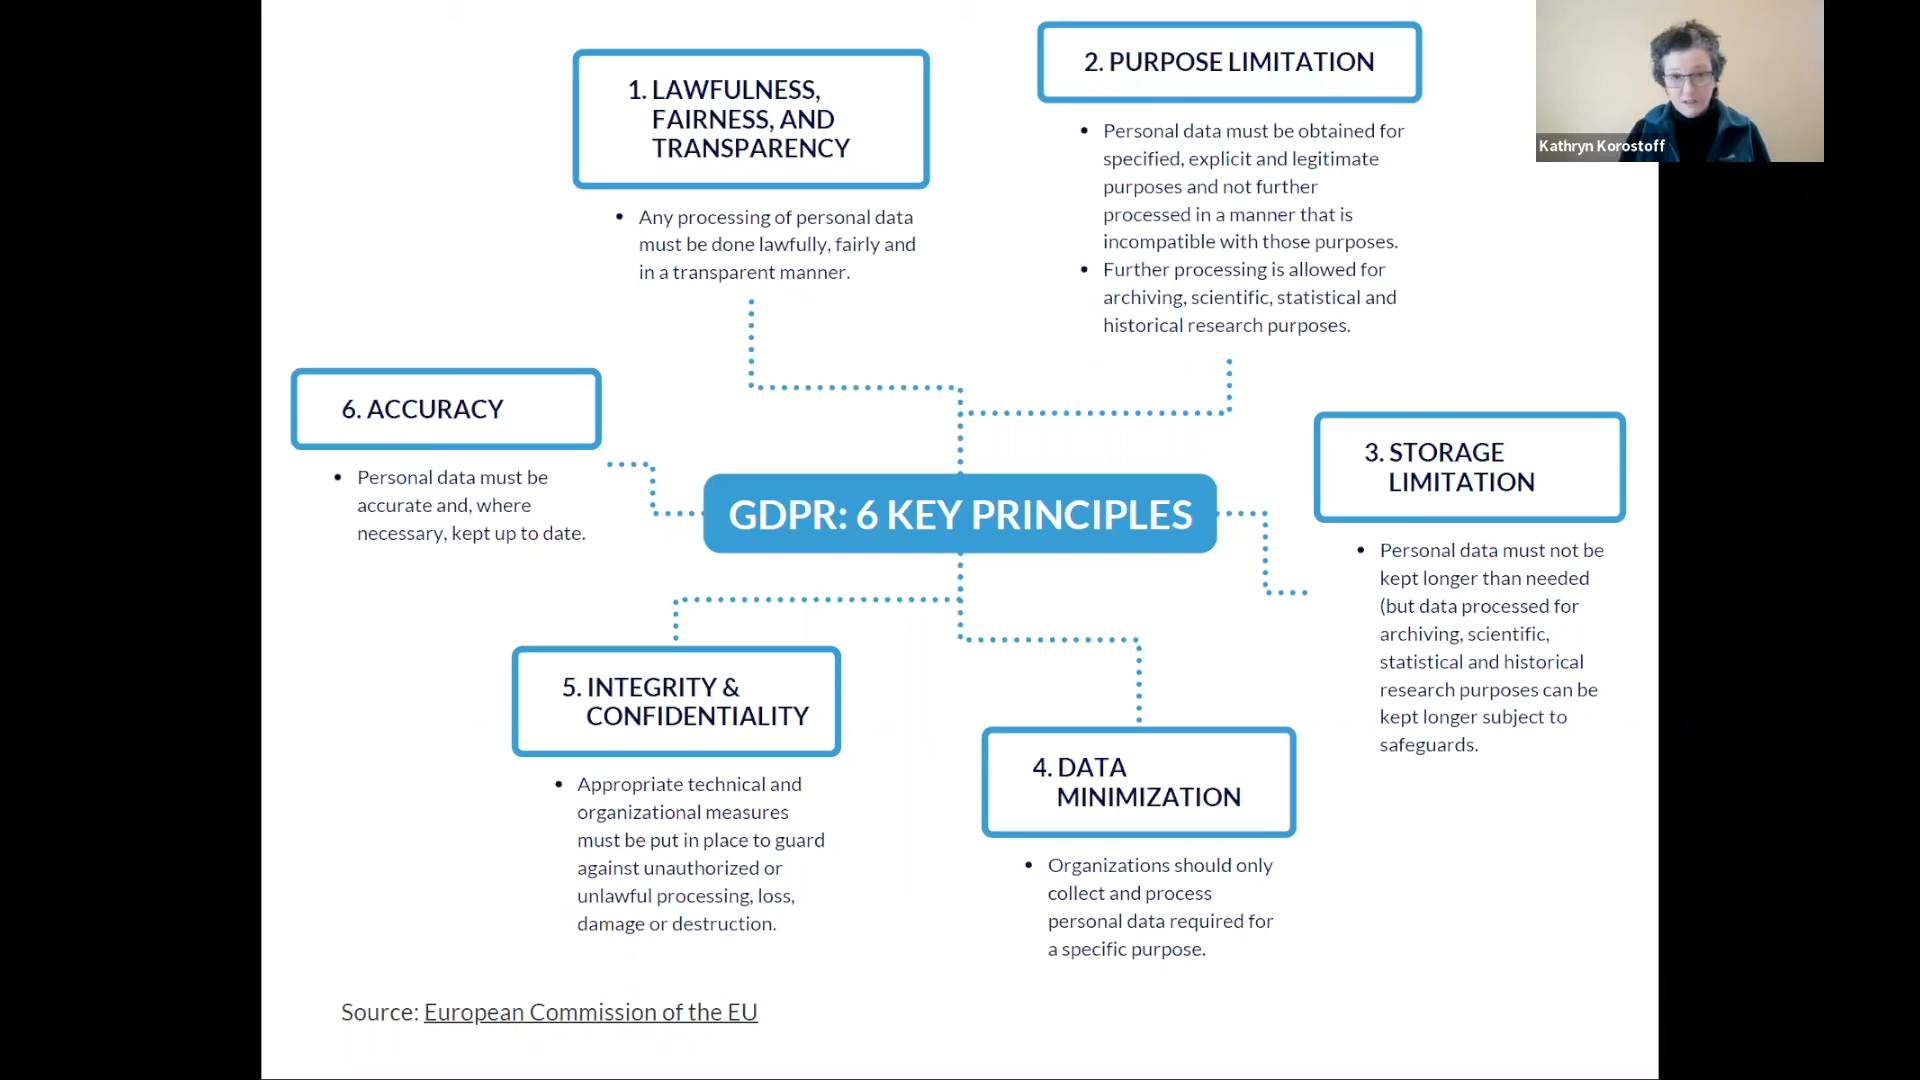 1. LAWFULNESS,
FAIRNESS, AND
TRANSPARENCY
• Any processing of personal data
must be done lawfully, fairly and
in a transparent manner.
2. PURPOSE LIMITATION
• Personal data must be obtained for
specified, explicit and legitimate
purposes and not further
processed in a manner that is
incompatible with those purposes.
• Further processing is allowed for
archiving, scientific, statistical and
historical research purposes.
Kathryn Korostoff
6. ACCURACY
• Personal data must be
accurate and, where
necessary, kept up to date.
GDPR: 6 KEY PRINCIPLES
3. STORAGE
LIMITATION
• Personal data must not be
kept longer than needed
(but data processed for
archiving, scientific,
statistical and historical
research purposes can be
kept longer subject to
safeguards.
5. INTEGRITY &
CONFIDENTIALITY
• Appropriate technical and
organizational measures
must be put in place to guard
against unauthorized or
unlawful processing, loss,
damage or destruction.
4. DATA
MINIMIZATION
• Organizations should only
collect and process
personal data required for
a specific purpose.
Source: European Commission of the EU